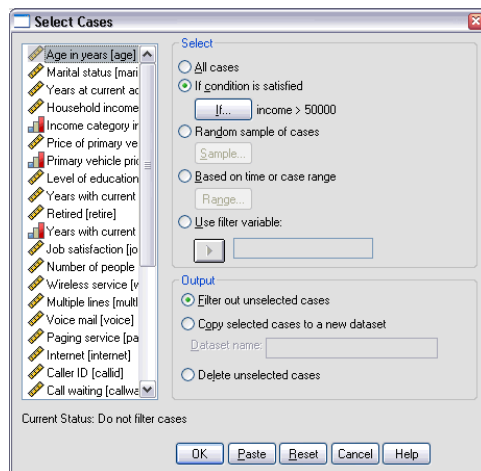 Select Cases
Age in years [age]
Marital status [mari
Years at current ad
Household income
Income category ir
Price of primary ve
Primary vehicle pric
Level of education
Years with current
Retired [retire]
Years with current
Job satisfaction [jo
Number of people
Wireless service [w
Multiple lines [multl
Voice mail [voice]
Paging service [pa
Internet [internet]
Caller ID [callid]
Call waiting [callwa
Select
All cases
If condition is satisfied
If... income > 50000
Random sample of cases
Sample...
Based on time or case range
Range...
Use filter variable:
Output
Filter out unselected cases
Copy selected cases to a new dataset
Dataset name:
Delete unselected cases
Current Status: Do not filter cases
OK Paste Reset Cancel Help